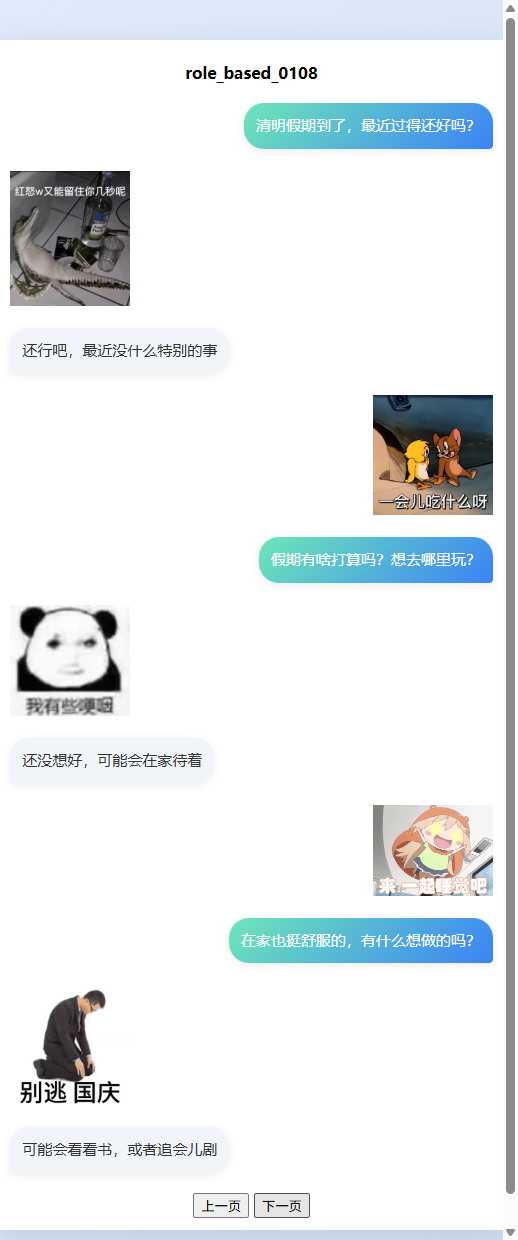 role_based_0108
清明假期到了，最近过得还好吗？
红怒w又能留住你几秒呢
还行吧，最近没什么特别的事
一会儿吃什么呀
假期有啥打算吗？想去哪里玩？
我有些哽咽
还没想好，可能会在家待着
来 一起睡觉吧
在家也挺舒服的，有什么想做的吗？
别逃 国庆
可能会看看书，或者追会儿剧
上一页 下一页